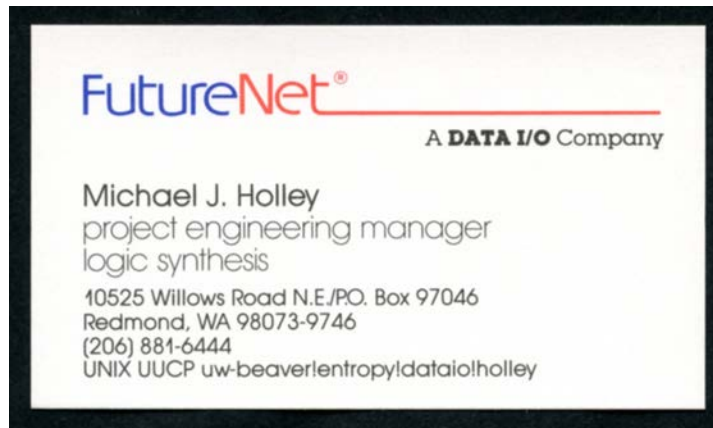 FutureNet®
A DATA I/O Company
Michael J. Holley
project engineering manager
logic synthesis
10525 Willows Road N.E./P.O. Box 97046
Redmond, WA 98073-9746
(206) 881-6444
UNIX UUCP uw-beaver!entropy!dataio!holley